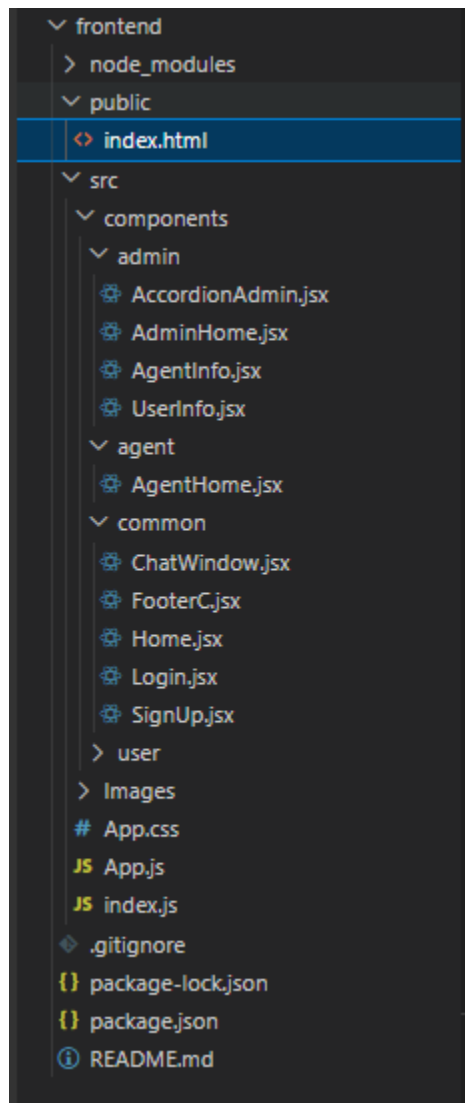 frontend
node_modules
public
<> index.html
src
components
admin
AccordionAdmin.jsx
AdminHome.jsx
AgentInfo.jsx
UserInfo.jsx
agent
AgentHome.jsx
common
ChatWindow.jsx
FooterC.jsx
Home.jsx
Login.jsx
SignUp.jsx
user
Images
# App.css
JS App.js
JS index.js
.gitignore
{} package-lock.json
{} package.json
README.md